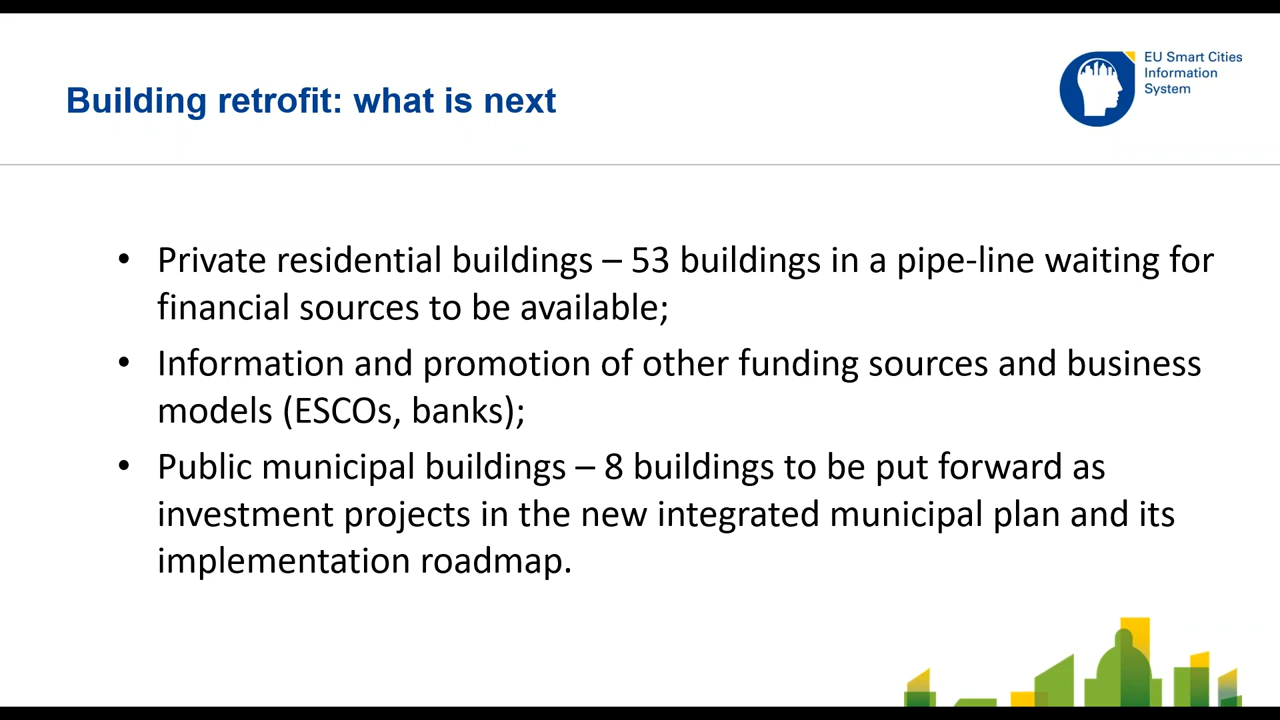 EU Smart Cities
Information
System
Building retrofit: what is next
• Private residential buildings – 53 buildings in a pipe-line waiting for
financial sources to be available;
• Information and promotion of other funding sources and business
models (ESCOs, banks);
• Public municipal buildings – 8 buildings to be put forward as
investment projects in the new integrated municipal plan and its
implementation roadmap.